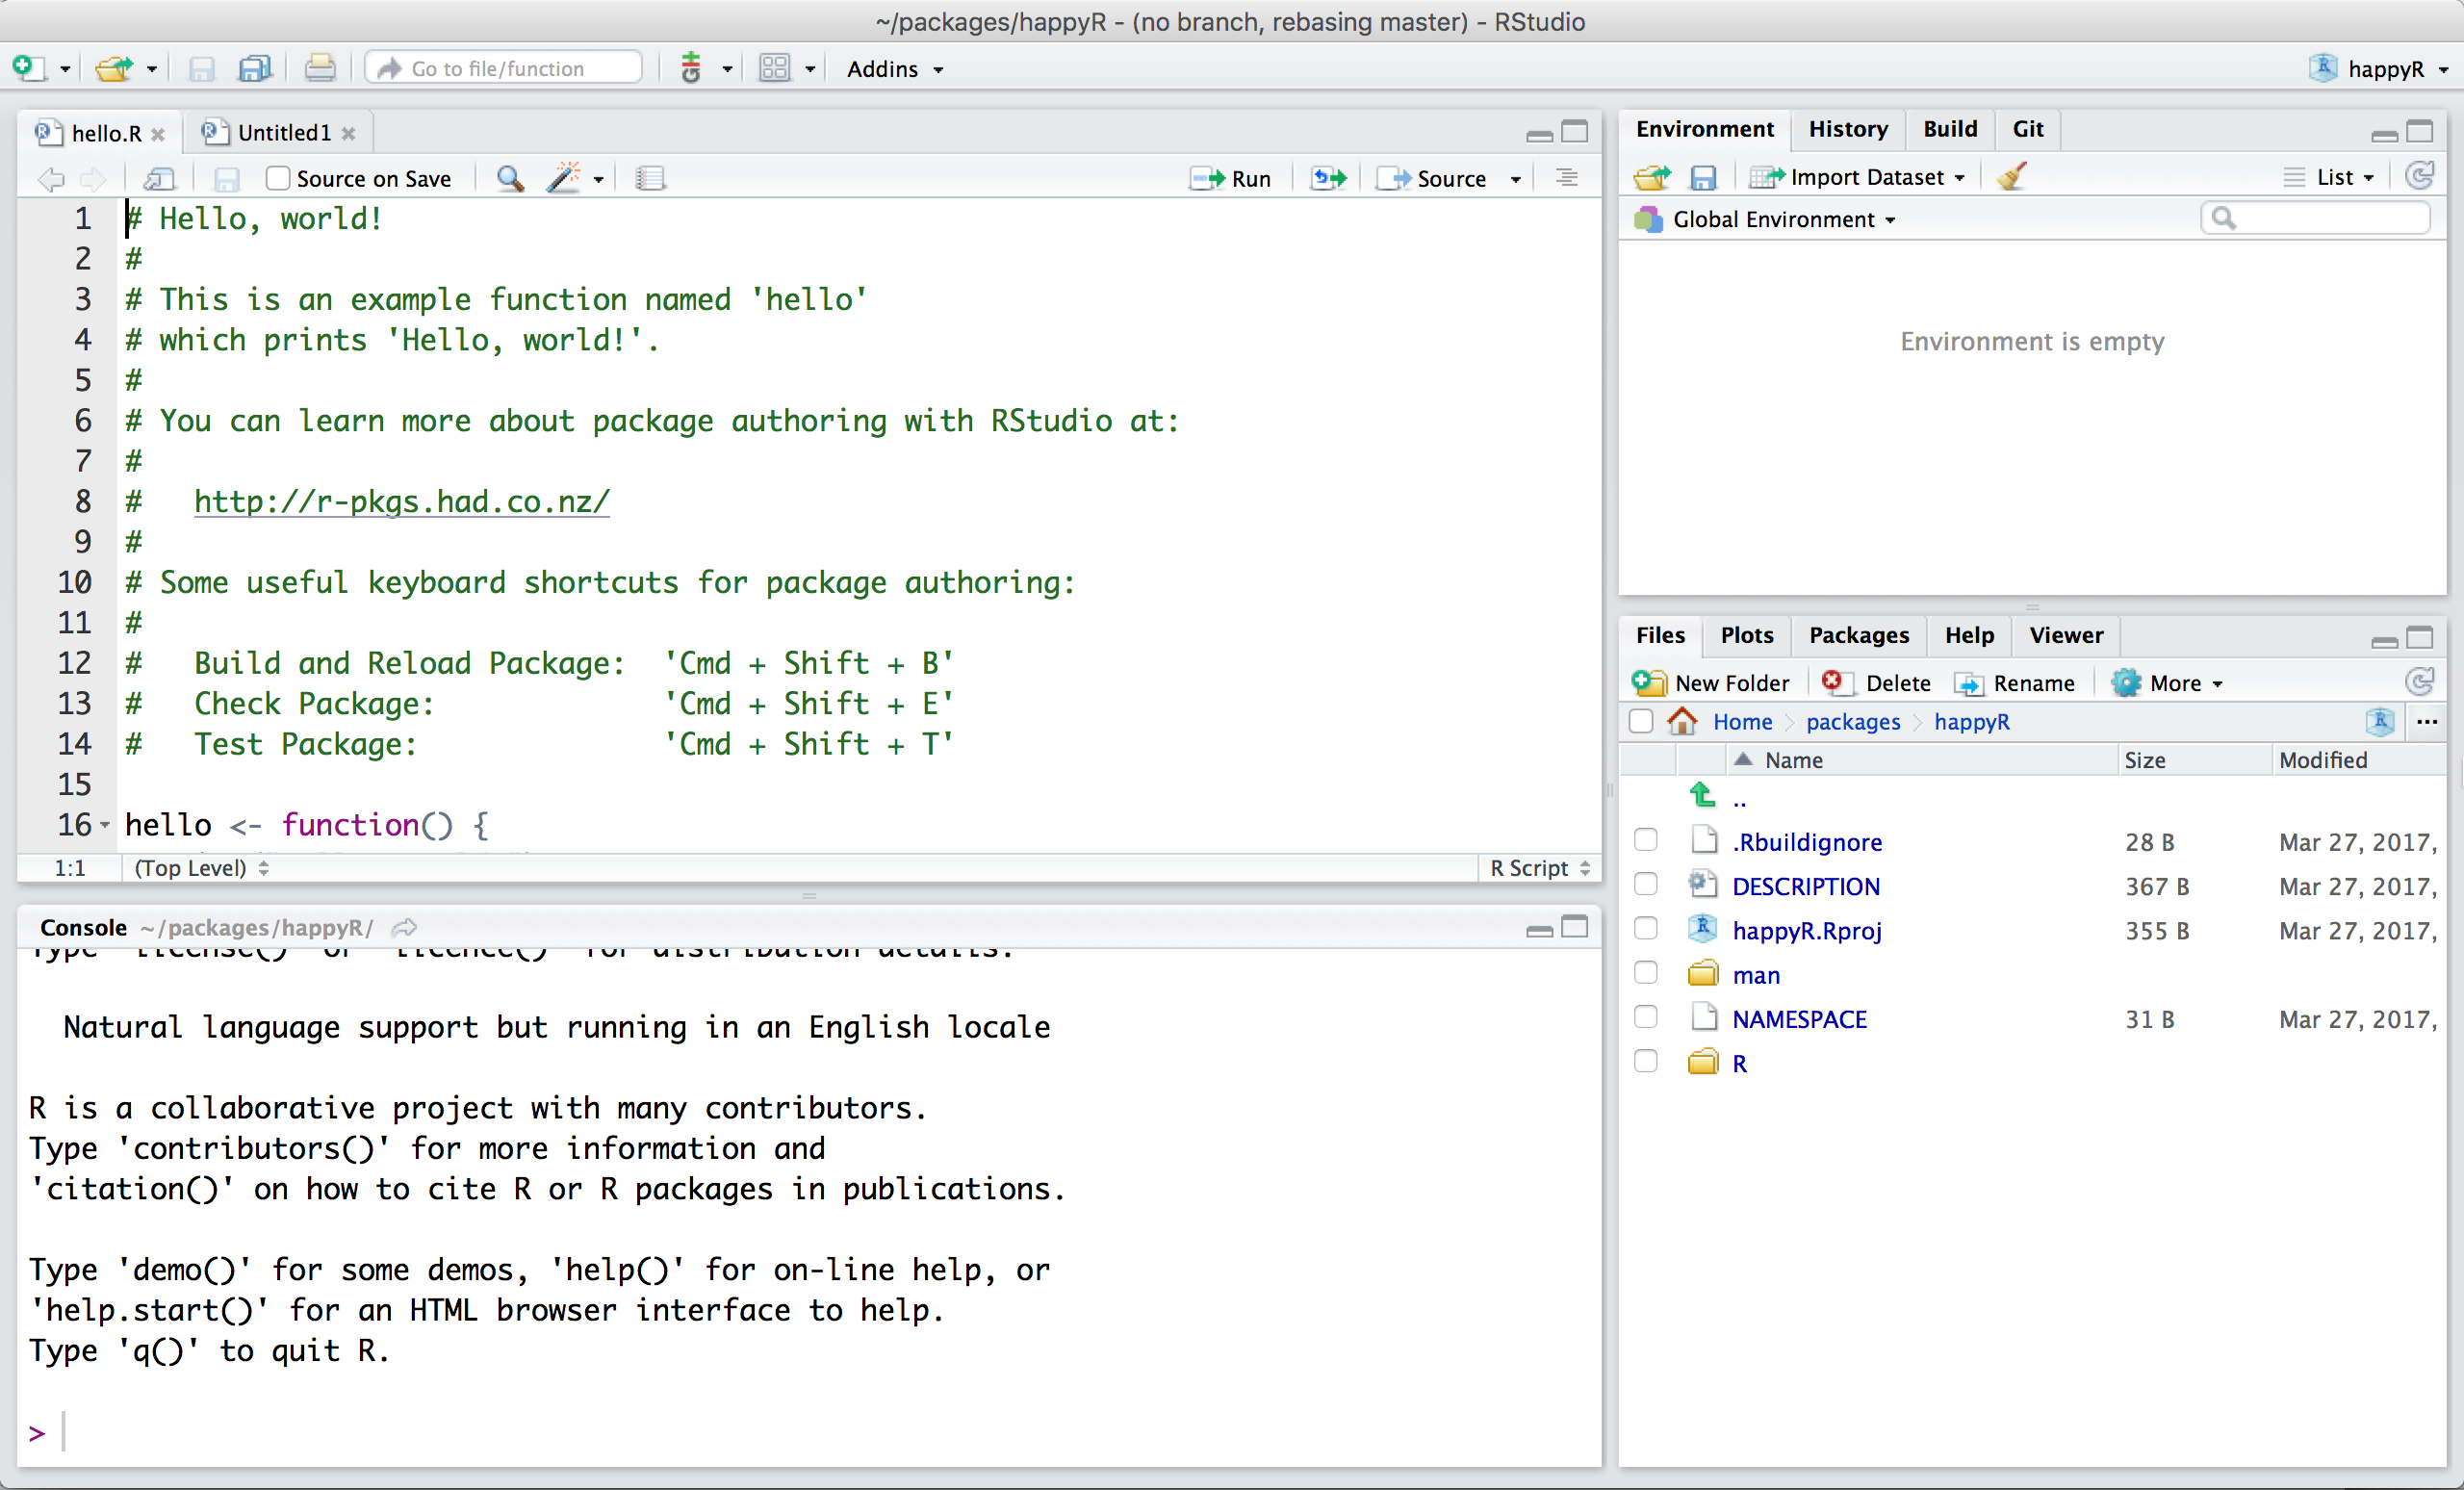 ~/packages/happyR - (no branch, rebasing master) - RStudio
Go to file/function
Addins
happyR
hello.R
Untitled1
Source on Save
Run
Source
1 # Hello, world!
2 #
3 # This is an example function named 'hello'
4 # which prints 'Hello, world!'.
5 #
6 # You can learn more about package authoring with RStudio at:
7 #
8 #   http://r-pkgs.had.co.nz/
9 #
10 # Some useful keyboard shortcuts for package authoring:
11 #
12 #   Build and Reload Package:  'Cmd + Shift + B'
13 #   Check Package:             'Cmd + Shift + E'
14 #   Test Package:              'Cmd + Shift + T'
15
16 hello <- function() {
1:1 (Top Level) R Script
Console ~/packages/happyR/
Type 'license()' or 'licence()' for distribution details.
Natural language support but running in an English locale
R is a collaborative project with many contributors.
Type 'contributors()' for more information and
'citation()' on how to cite R or R packages in publications.
Type 'demo()' for some demos, 'help()' for on-line help, or
'help.start()' for an HTML browser interface to help.
Type 'q()' to quit R.
>
Environment History Build Git
Import Dataset List
Global Environment
Environment is empty
Files Plots Packages Help Viewer
New Folder Delete Rename More
Home packages happyR ...
Name Size Modified
..
.Rbuildignore 28 B Mar 27, 2017,
DESCRIPTION 367 B Mar 27, 2017,
happyR.Rproj 355 B Mar 27, 2017,
man
NAMESPACE 31 B Mar 27, 2017,
R